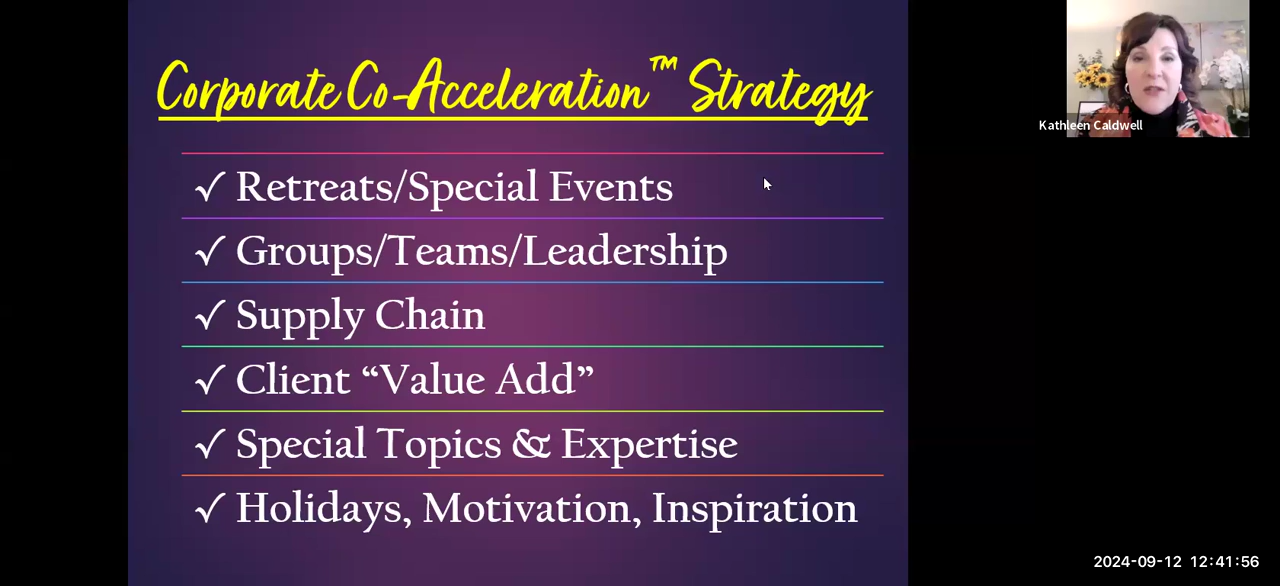 Corporate Co-Acceleration™ Strategy
✓ Retreats/Special Events
✓ Groups/Teams/Leadership
✓ Supply Chain
✓ Client “Value Add”
✓ Special Topics & Expertise
✓ Holidays, Motivation, Inspiration
Kathleen Caldwell
2024-09-12 12:41:56